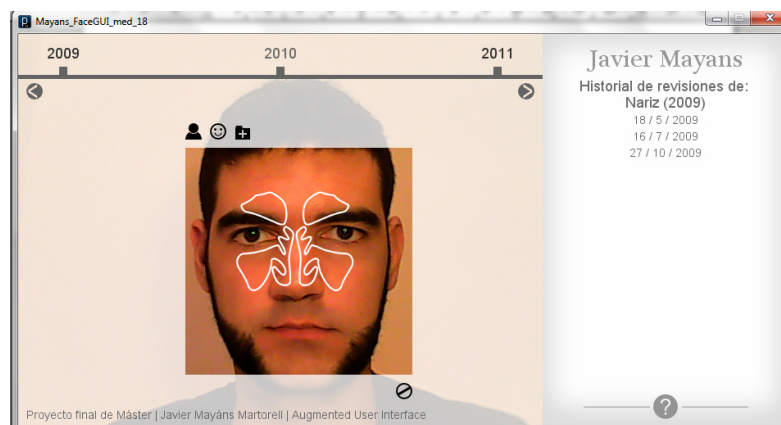 Mayans_FaceGUI_med_18
2009 2010 2011
Javier Mayans
Historial de revisiones de:
Nariz (2009)
18 / 5 / 2009
16 / 7 / 2009
27 / 10 / 2009
?
Proyecto final de Máster | Javier Mayáns Martorell | Augmented User Interface